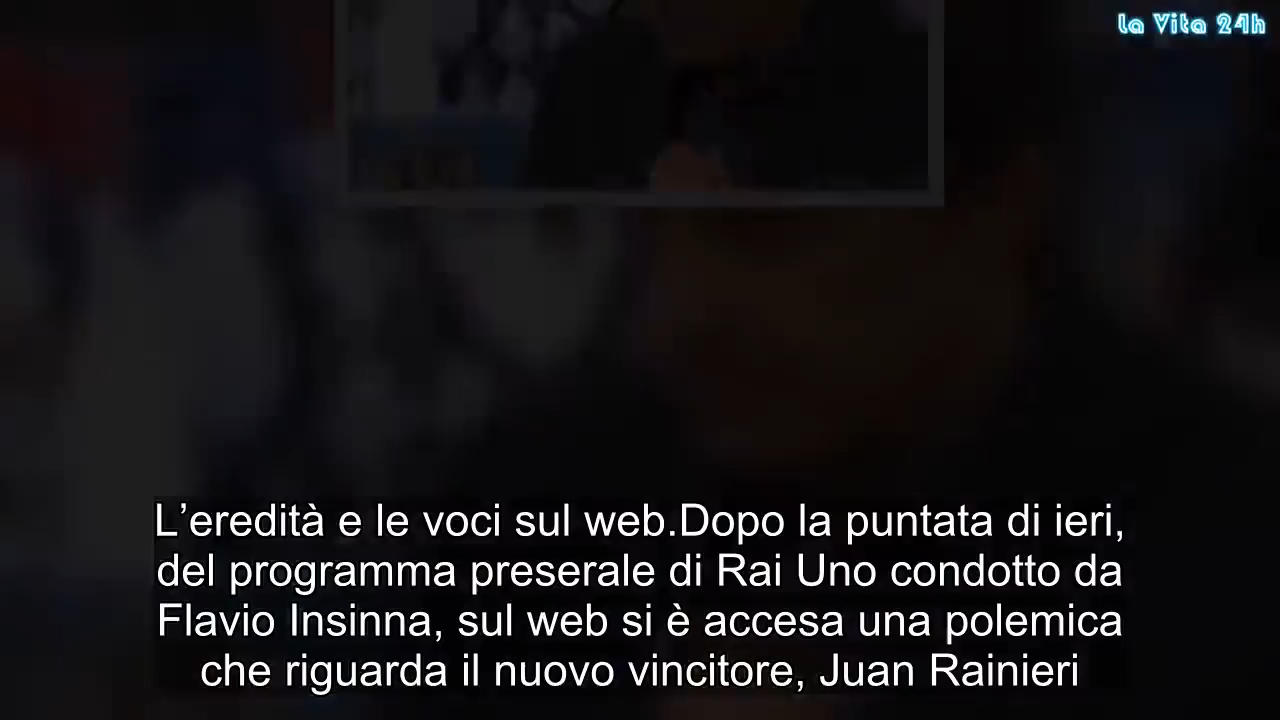 La Vita 24h
L’eredità e le voci sul web.Dopo la puntata di ieri,
del programma preserale di Rai Uno condotto da
Flavio Insinna, sul web si è accesa una polemica
che riguarda il nuovo vincitore, Juan Rainieri